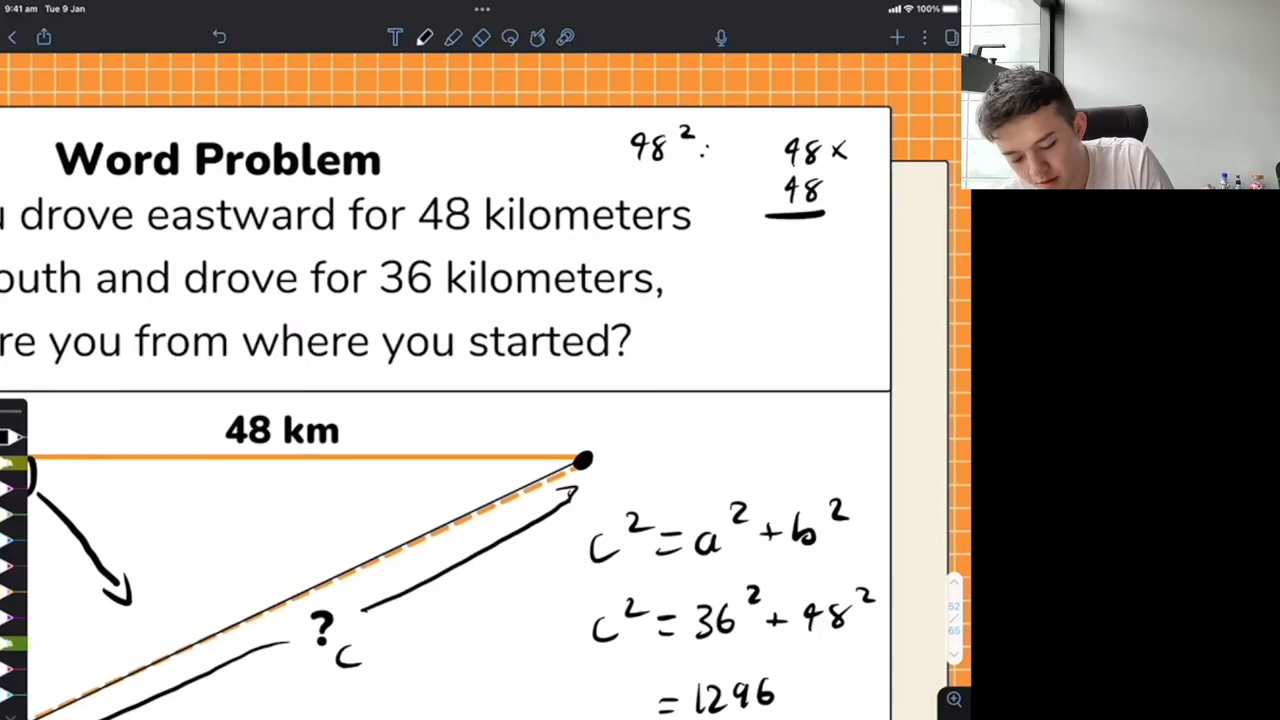 9:41 am Tue 9 Jan
100%
T
Word Problem
48² :
48 ×
48
drove eastward for 48 kilometers
outh and drove for 36 kilometers,
re you from where you started?
48 km
?
c
c² = a² + b²
c² = 36² + 48²
= 1296
52
65